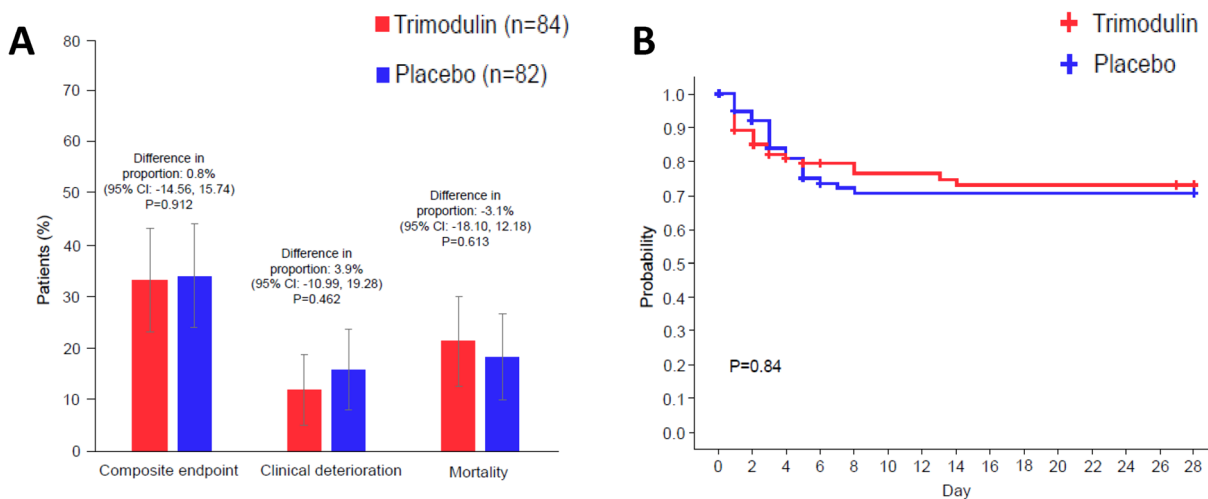 A
Trimodulin (n=84)
Placebo (n=82)
80
70
60
50
40
30
20
10
0
Patients (%)
Difference in
proportion: 0.8%
(95% CI: -14.56, 15.74)
P=0.912
Difference in
proportion: 3.9%
(95% CI: -10.99, 19.28)
P=0.462
Difference in
proportion: -3.1%
(95% CI: -18.10, 12.18)
P=0.613
Composite endpoint
Clinical deterioration
Mortality
B
Trimodulin
Placebo
1.0
0.9
0.8
0.7
0.6
0.5
0.4
0.3
0.2
0.1
0.0
Probability
P=0.84
0 2 4 6 8 10 12 14 16 18 20 22 24 26 28
Day